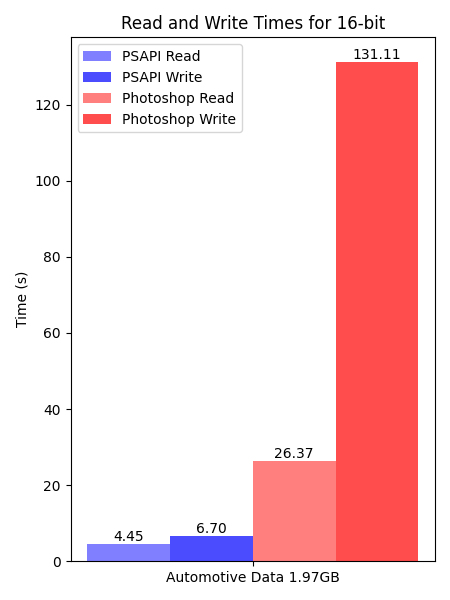 Read and Write Times for 16-bit
PSAPI Read
PSAPI Write
Photoshop Read
Photoshop Write
131.11
120
100
80
60
40
20
0
Time (s)
4.45
6.70
26.37
Automotive Data 1.97GB